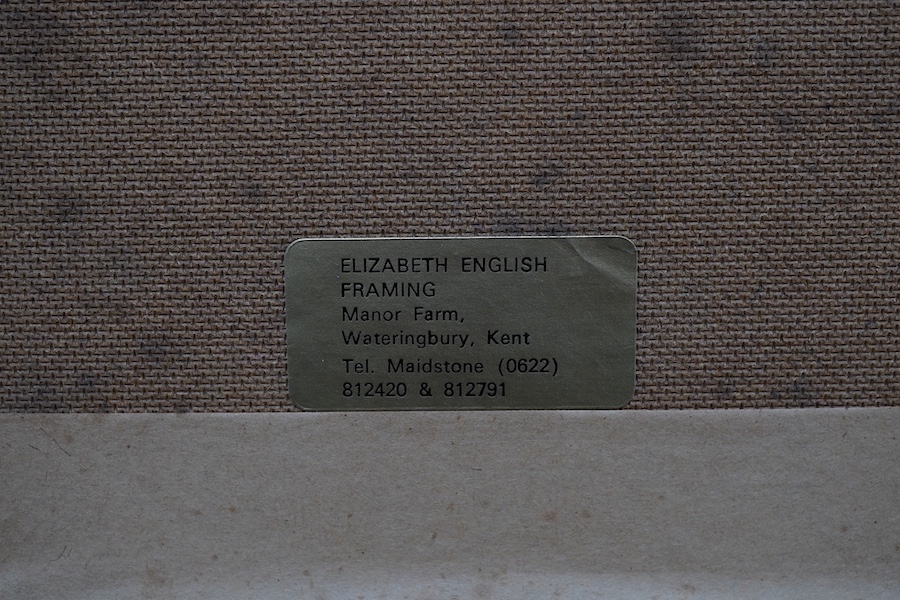 ELIZABETH ENGLISH
FRAMING
Manor Farm,
Wateringbury, Kent
Tel. Maidstone (0622)
812420 & 812791